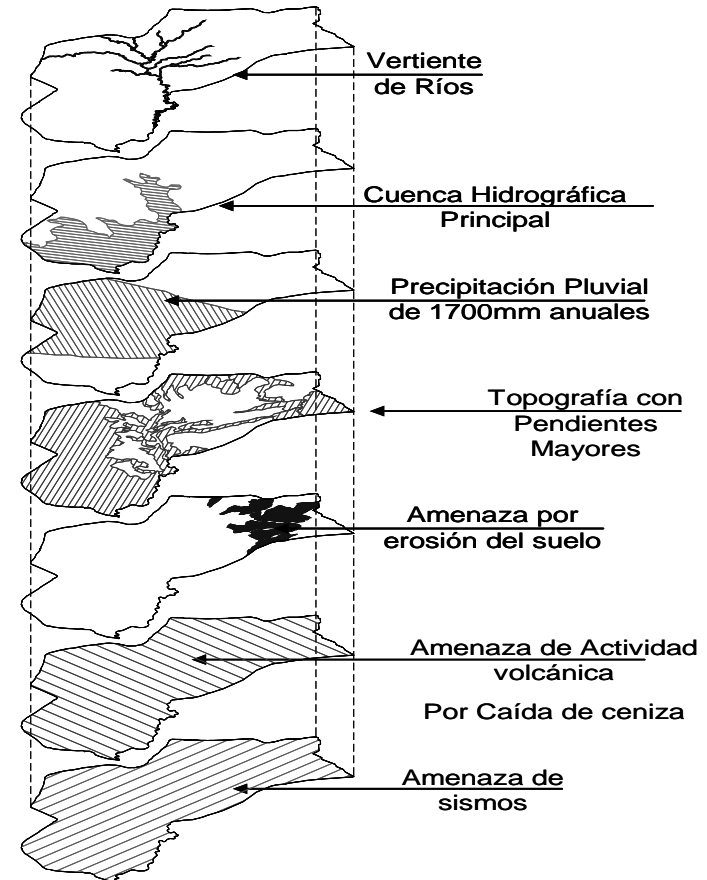 Vertiente
de Ríos
Cuenca Hidrográfica
Principal
Precipitación Pluvial
de 1700mm anuales
Topografía con
Pendientes
Mayores
Amenaza por
erosión del suelo
Amenaza de Actividad
volcánica
Por Caída de ceniza
Amenaza de
sismos